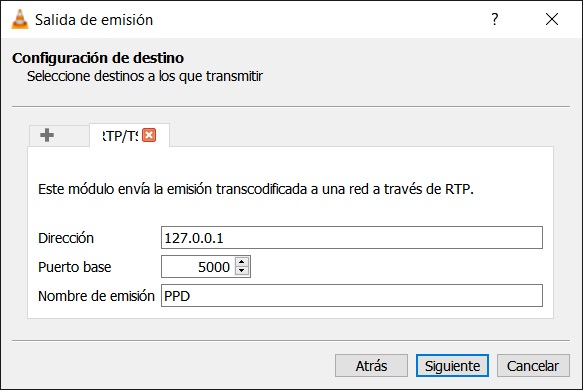 Salida de emisión
Configuración de destino
Seleccione destinos a los que transmitir
RTP/TS
Este módulo envía la emisión transcodificada a una red a través de RTP.
Dirección 127.0.0.1
Puerto base 5000
Nombre de emisión PPD
Atrás Siguiente Cancelar